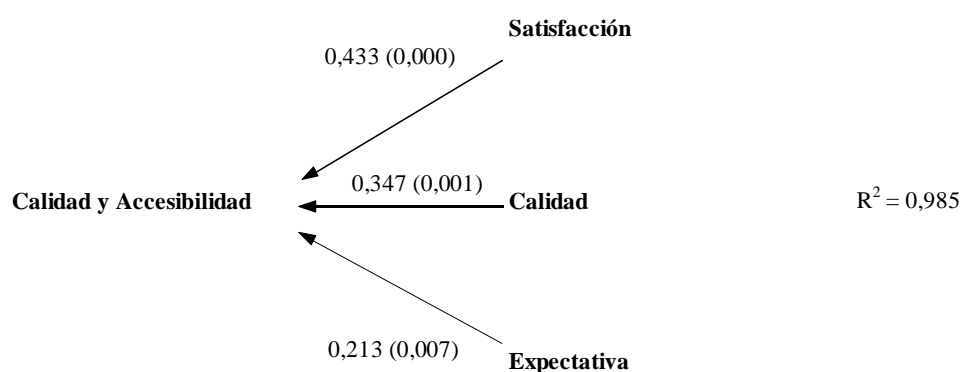 Satisfacción
0,433 (0,000)
0,347 (0,001)
Calidad y Accesibilidad
Calidad
R² = 0,985
0,213 (0,007)
Expectativa